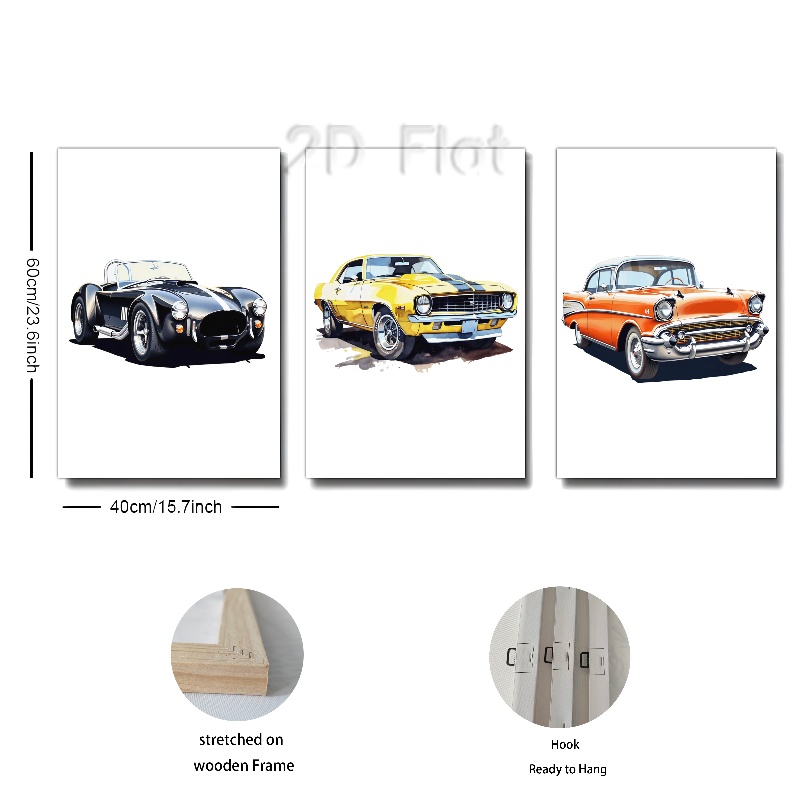 2D Flat
60cm/23.6inch
40cm/15.7inch
stretched on
wooden Frame
Hook
Ready to Hang